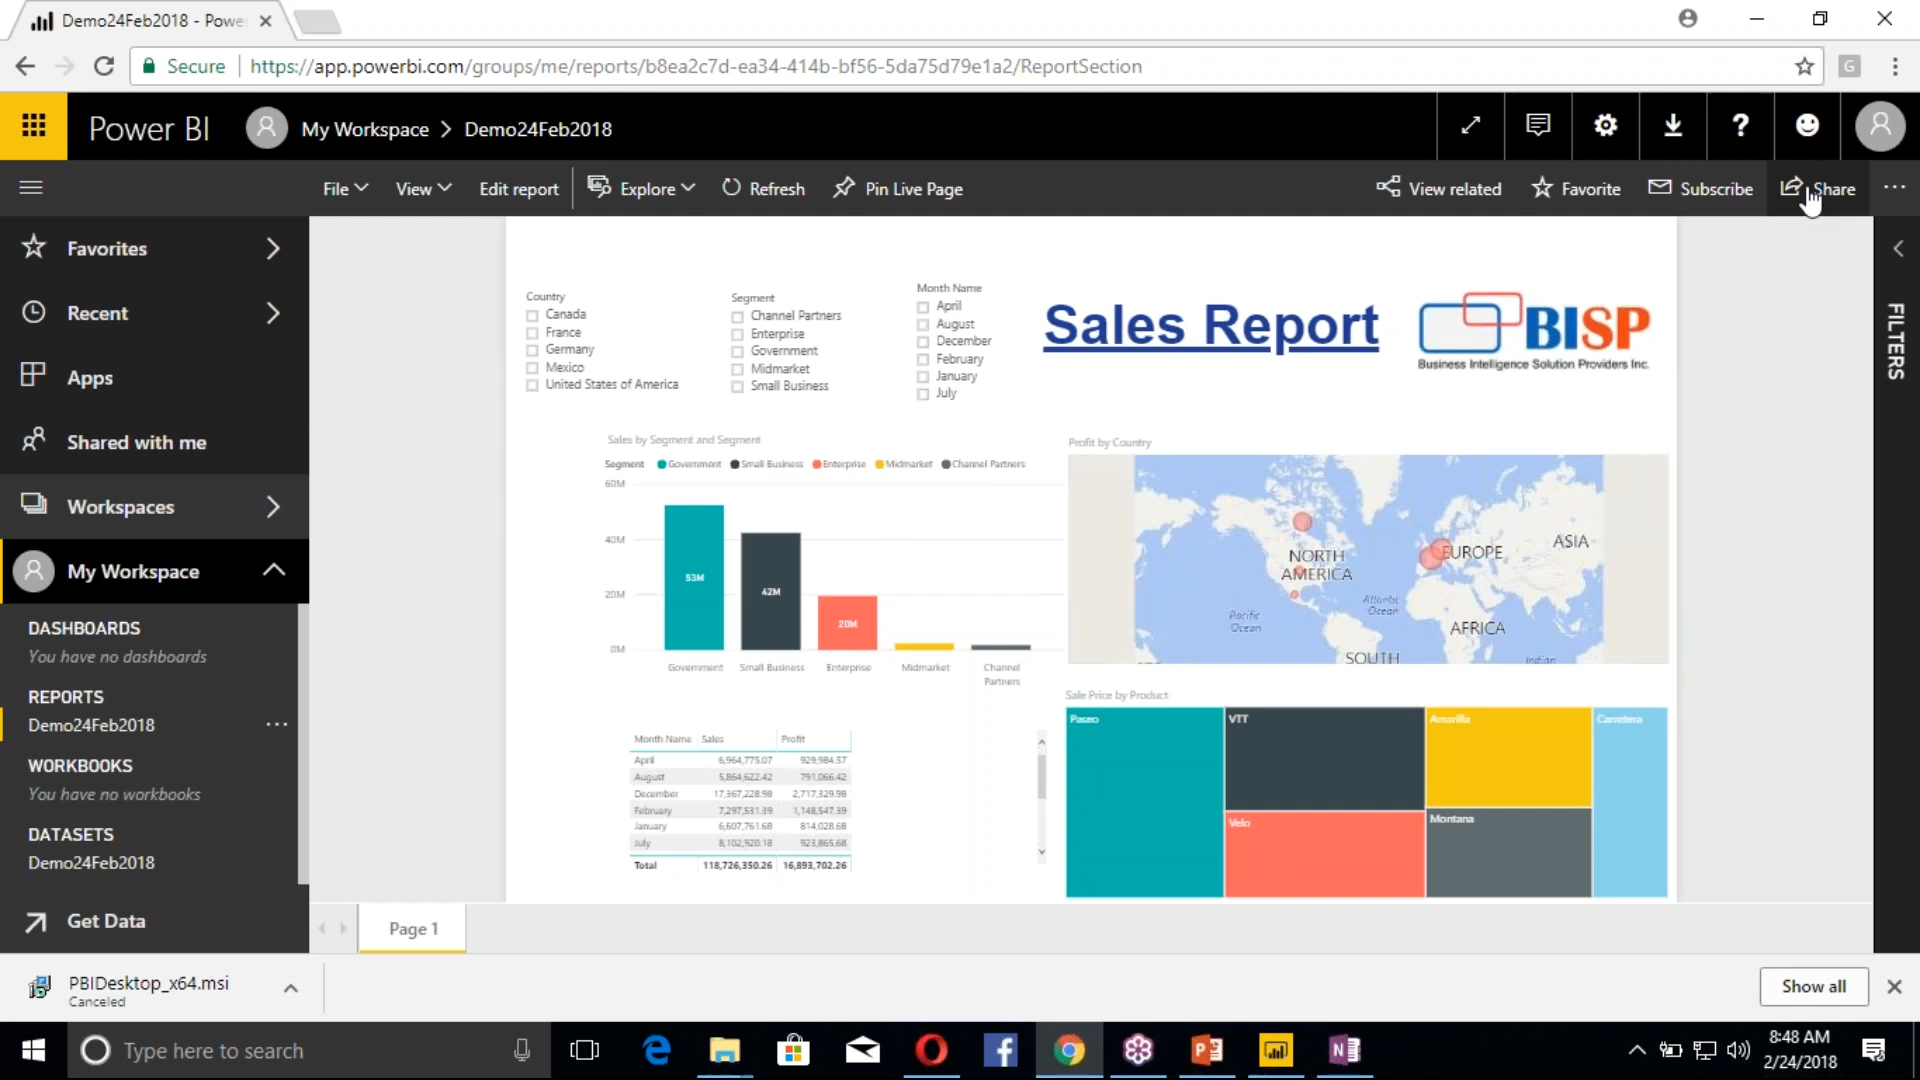 Demo24Feb2018 - Powe
Secure
https://app.powerbi.com/groups/me/reports/b8ea2c7d-ea34-414b-bf56-5da75d79e1a2/ReportSection
G
Power BI
My Workspace > Demo24Feb2018
?
File
View
Edit report
Explore
Refresh
Pin Live Page
View related
Favorite
Subscribe
Share
Favorites
Recent
Apps
Shared with me
Workspaces
My Workspace
DASHBOARDS
You have no dashboards
REPORTS
Demo24Feb2018
WORKBOOKS
You have no workbooks
DATASETS
Demo24Feb2018
Get Data
FILTERS
Country
Canada
France
Germany
Mexico
United States of America
Segment
Channel Partners
Enterprise
Government
Midmarket
Small Business
Month Name
April
August
December
February
January
July
Sales Report
BISP
Business Intelligence Solution Providers Inc.
Sales by Segment and Segment
Segment Government Small Business Enterprise Midmarket Channel Partners
60M
40M
20M
0M
53M
42M
20M
Government
Small Business
Enterprise
Midmarket
Channel
Partners
Profit by Country
NORTH
AMERICA
EUROPE
ASIA
Pacific
Ocean
Atlantic
Ocean
AFRICA
SOUTH
Indian
Month Name Sales Profit
April 6,964,775.07 929,984.57
August 5,864,622.42 791,066.42
December 17,367,228.98 2,717,329.98
February 7,297,531.39 1,148,547.39
January 6,607,761.68 814,028.68
July 8,102,920.18 923,865.68
Total 118,726,350.26 16,893,702.26
Sale Price by Product
Paseo
VTT
Velo
Amarilla
Montana
Carretera
Page 1
PBIDesktop_x64.msi
Canceled
Show all
Type here to search
8:48 AM
2/24/2018